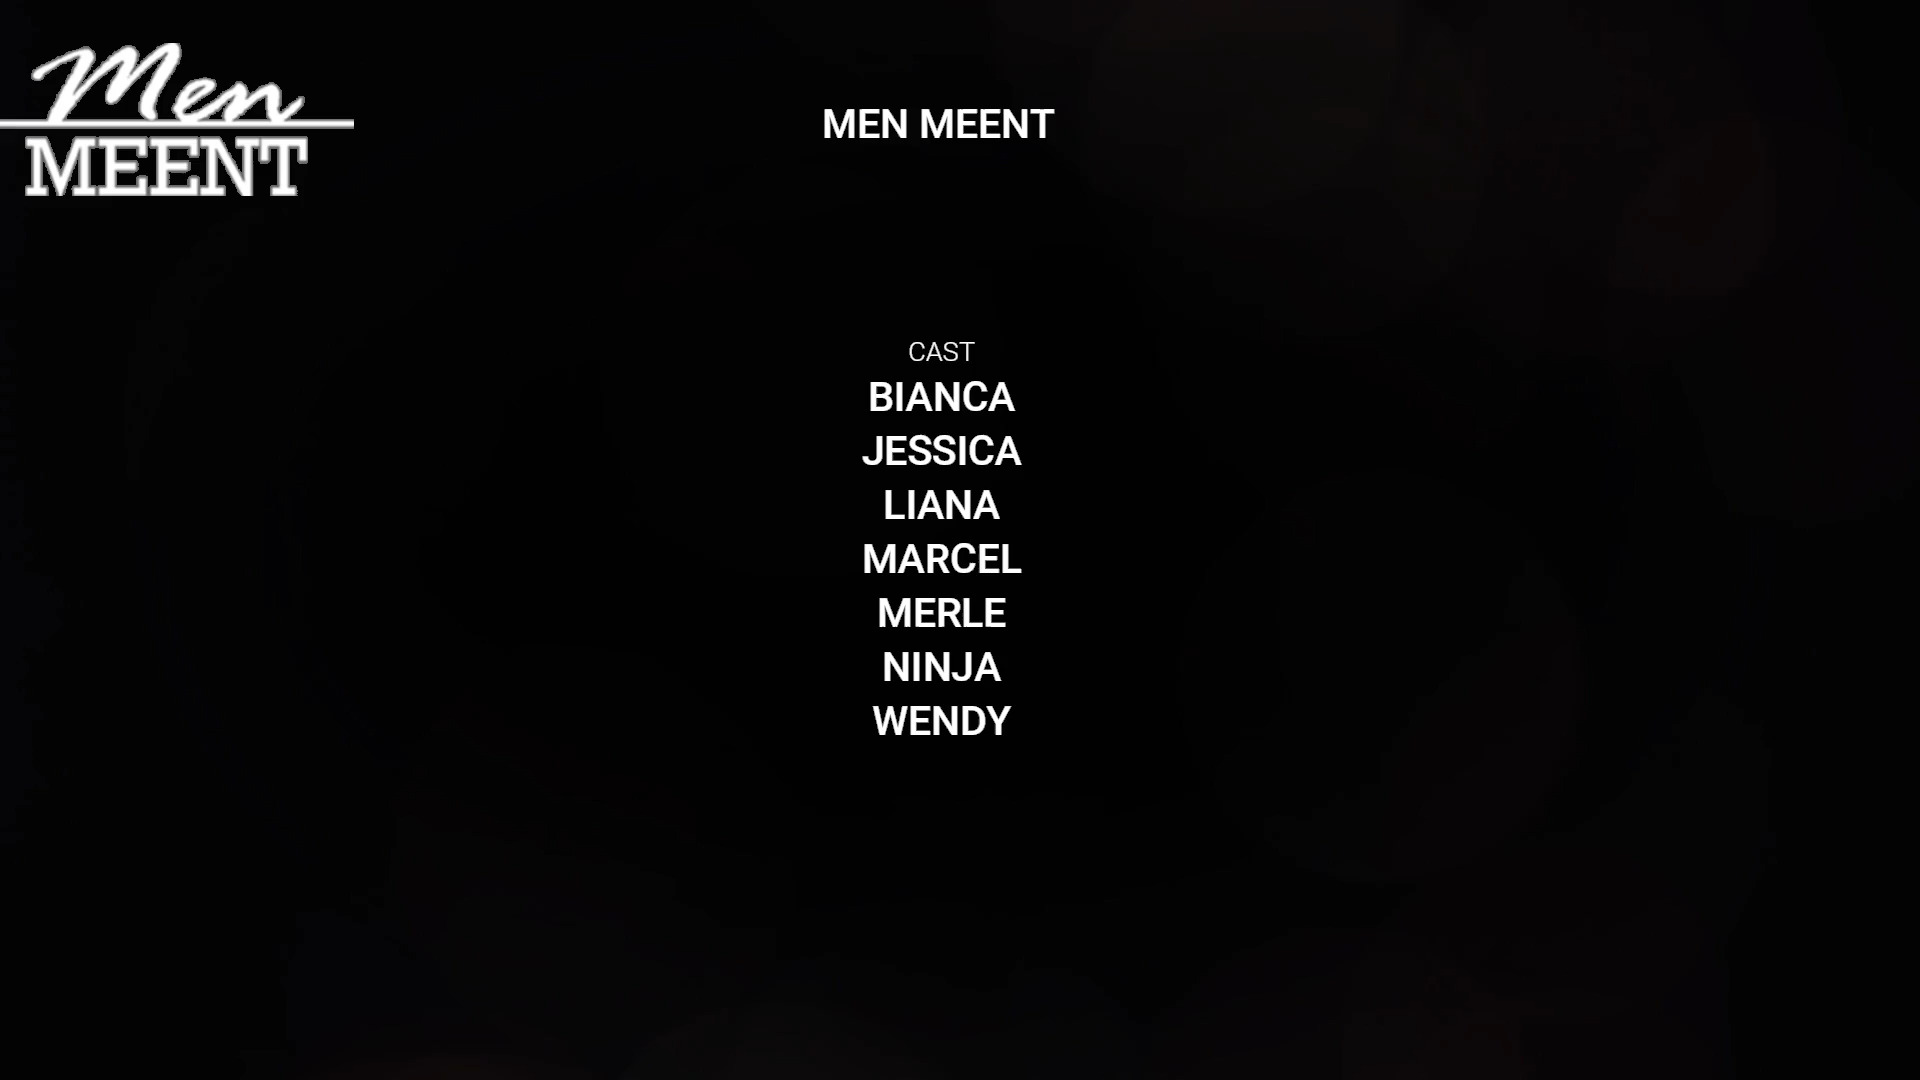 Men
MEENT
MEN MEENT
CAST
BIANCA
JESSICA
LIANA
MARCEL
MERLE
NINJA
WENDY